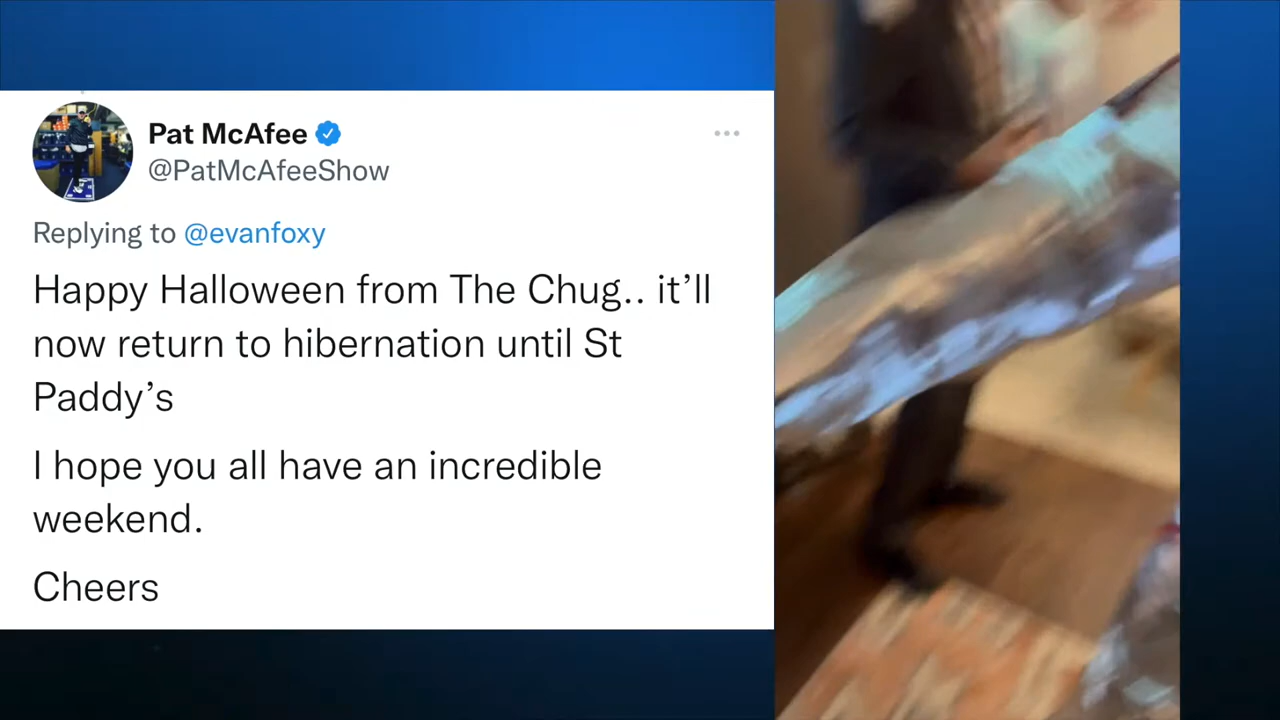 Pat McAfee
@PatMcAfeeShow
Replying to @evanfoxy
Happy Halloween from The Chug.. it’ll
now return to hibernation until St
Paddy’s
I hope you all have an incredible
weekend.
Cheers